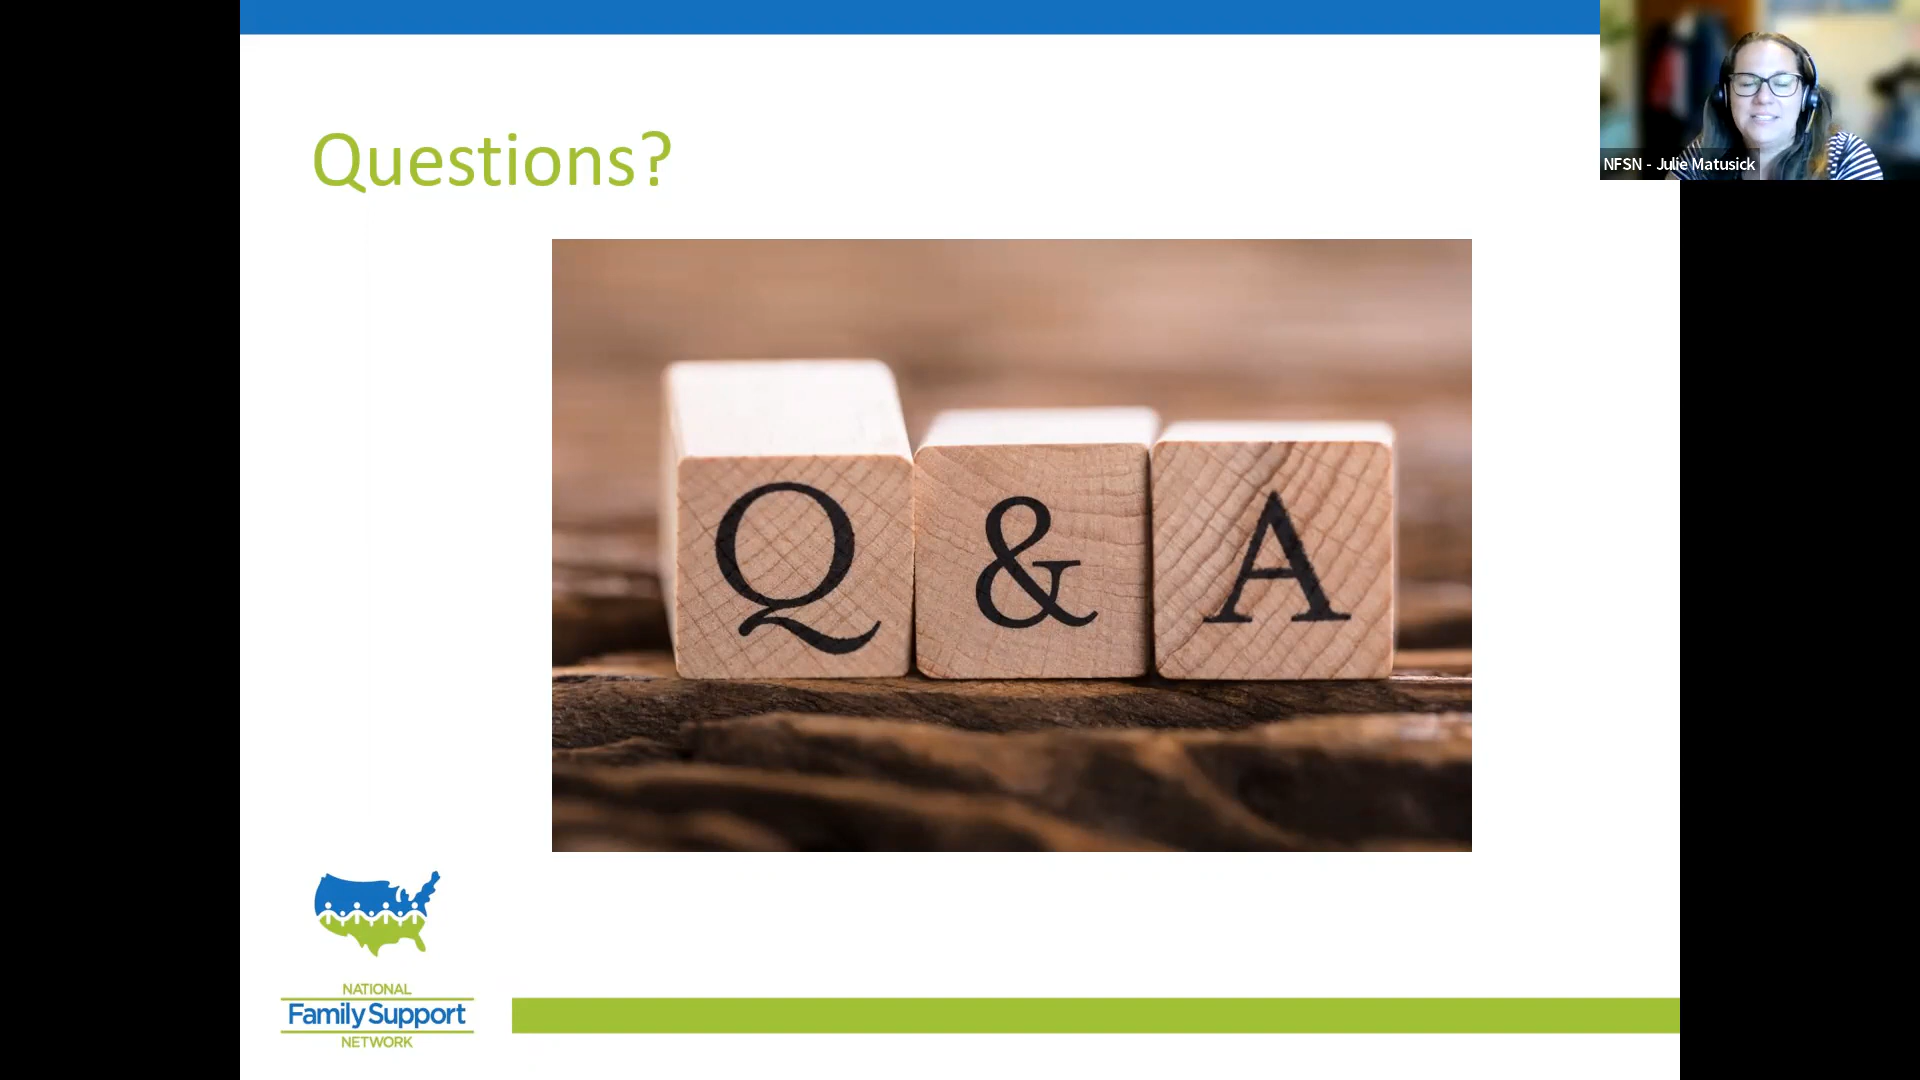 Questions?
NFSN - Julie Matusick
Q & A
NATIONAL
Family Support
NETWORK